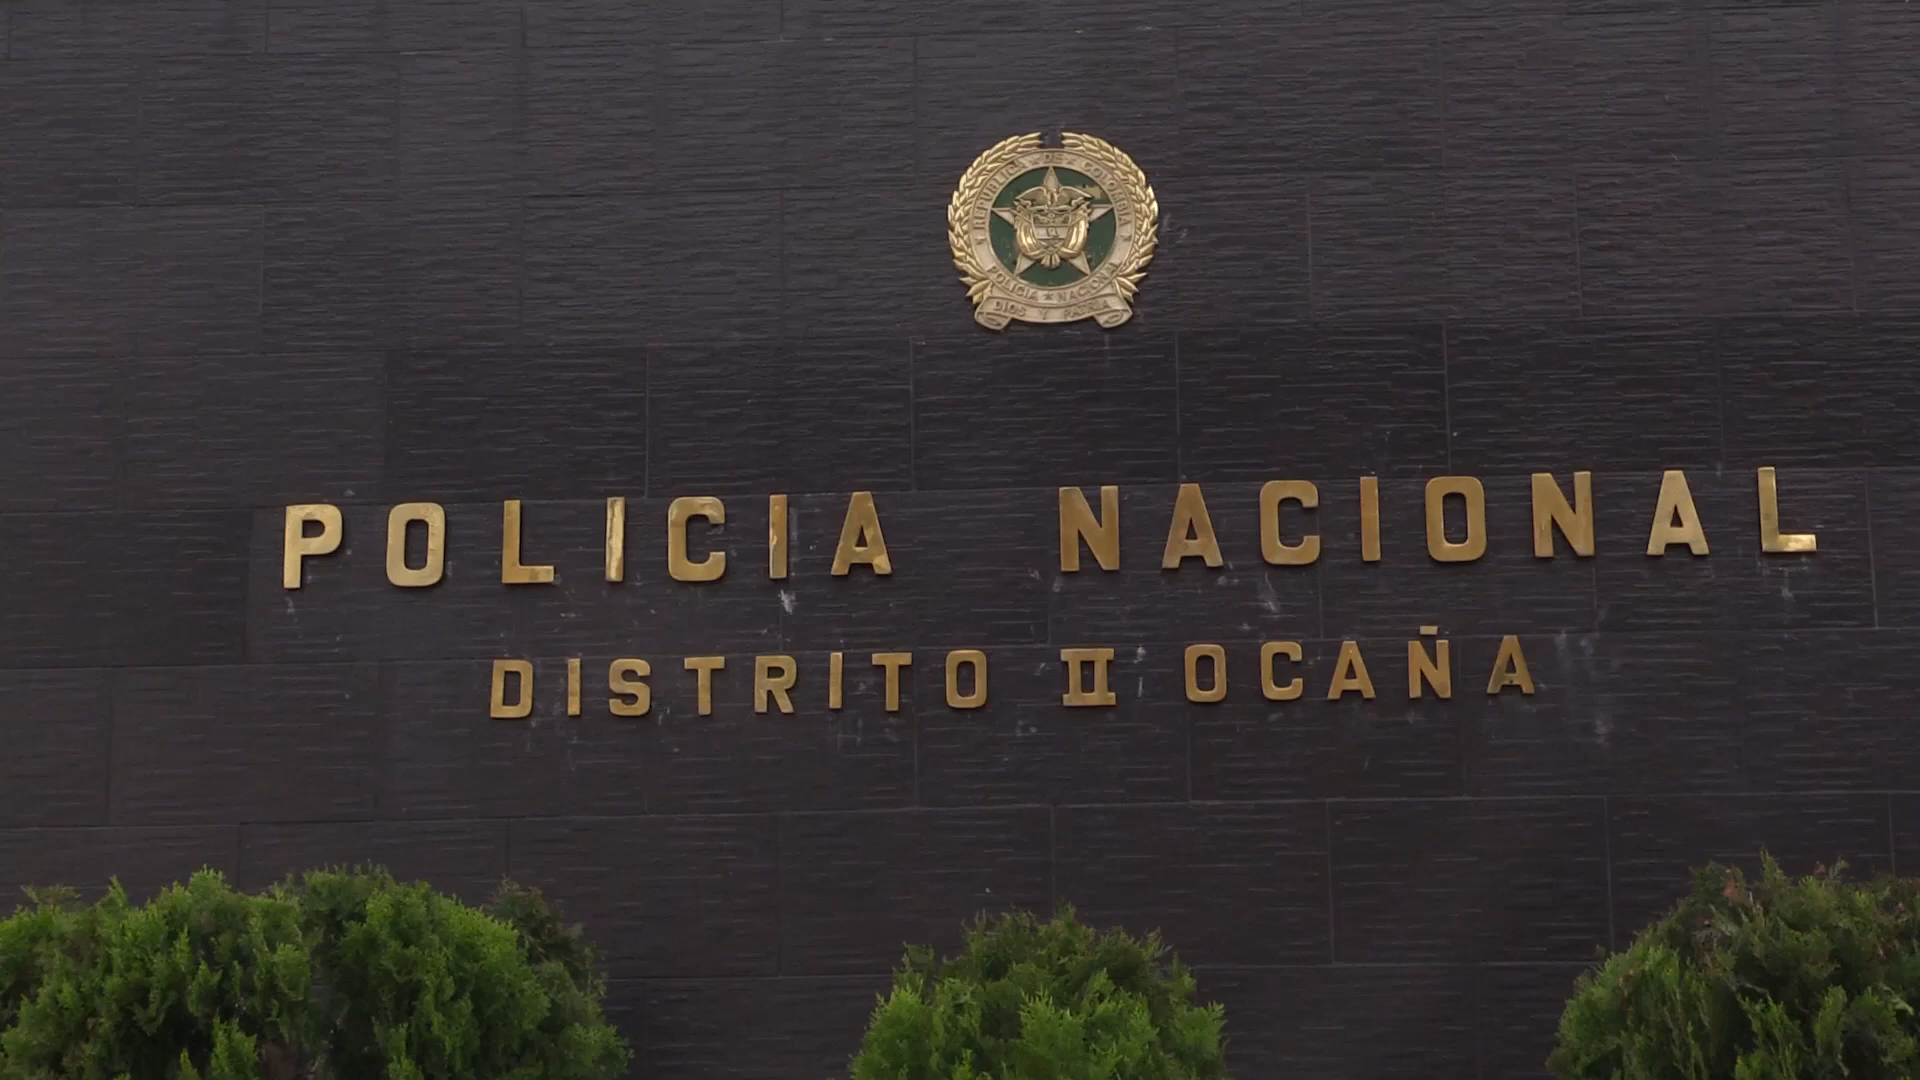 REPUBLICA DE COLOMBIA
POLICIA NACIONAL
DIOS Y PATRIA
POLICIA NACIONAL
DISTRITO II OCAÑA